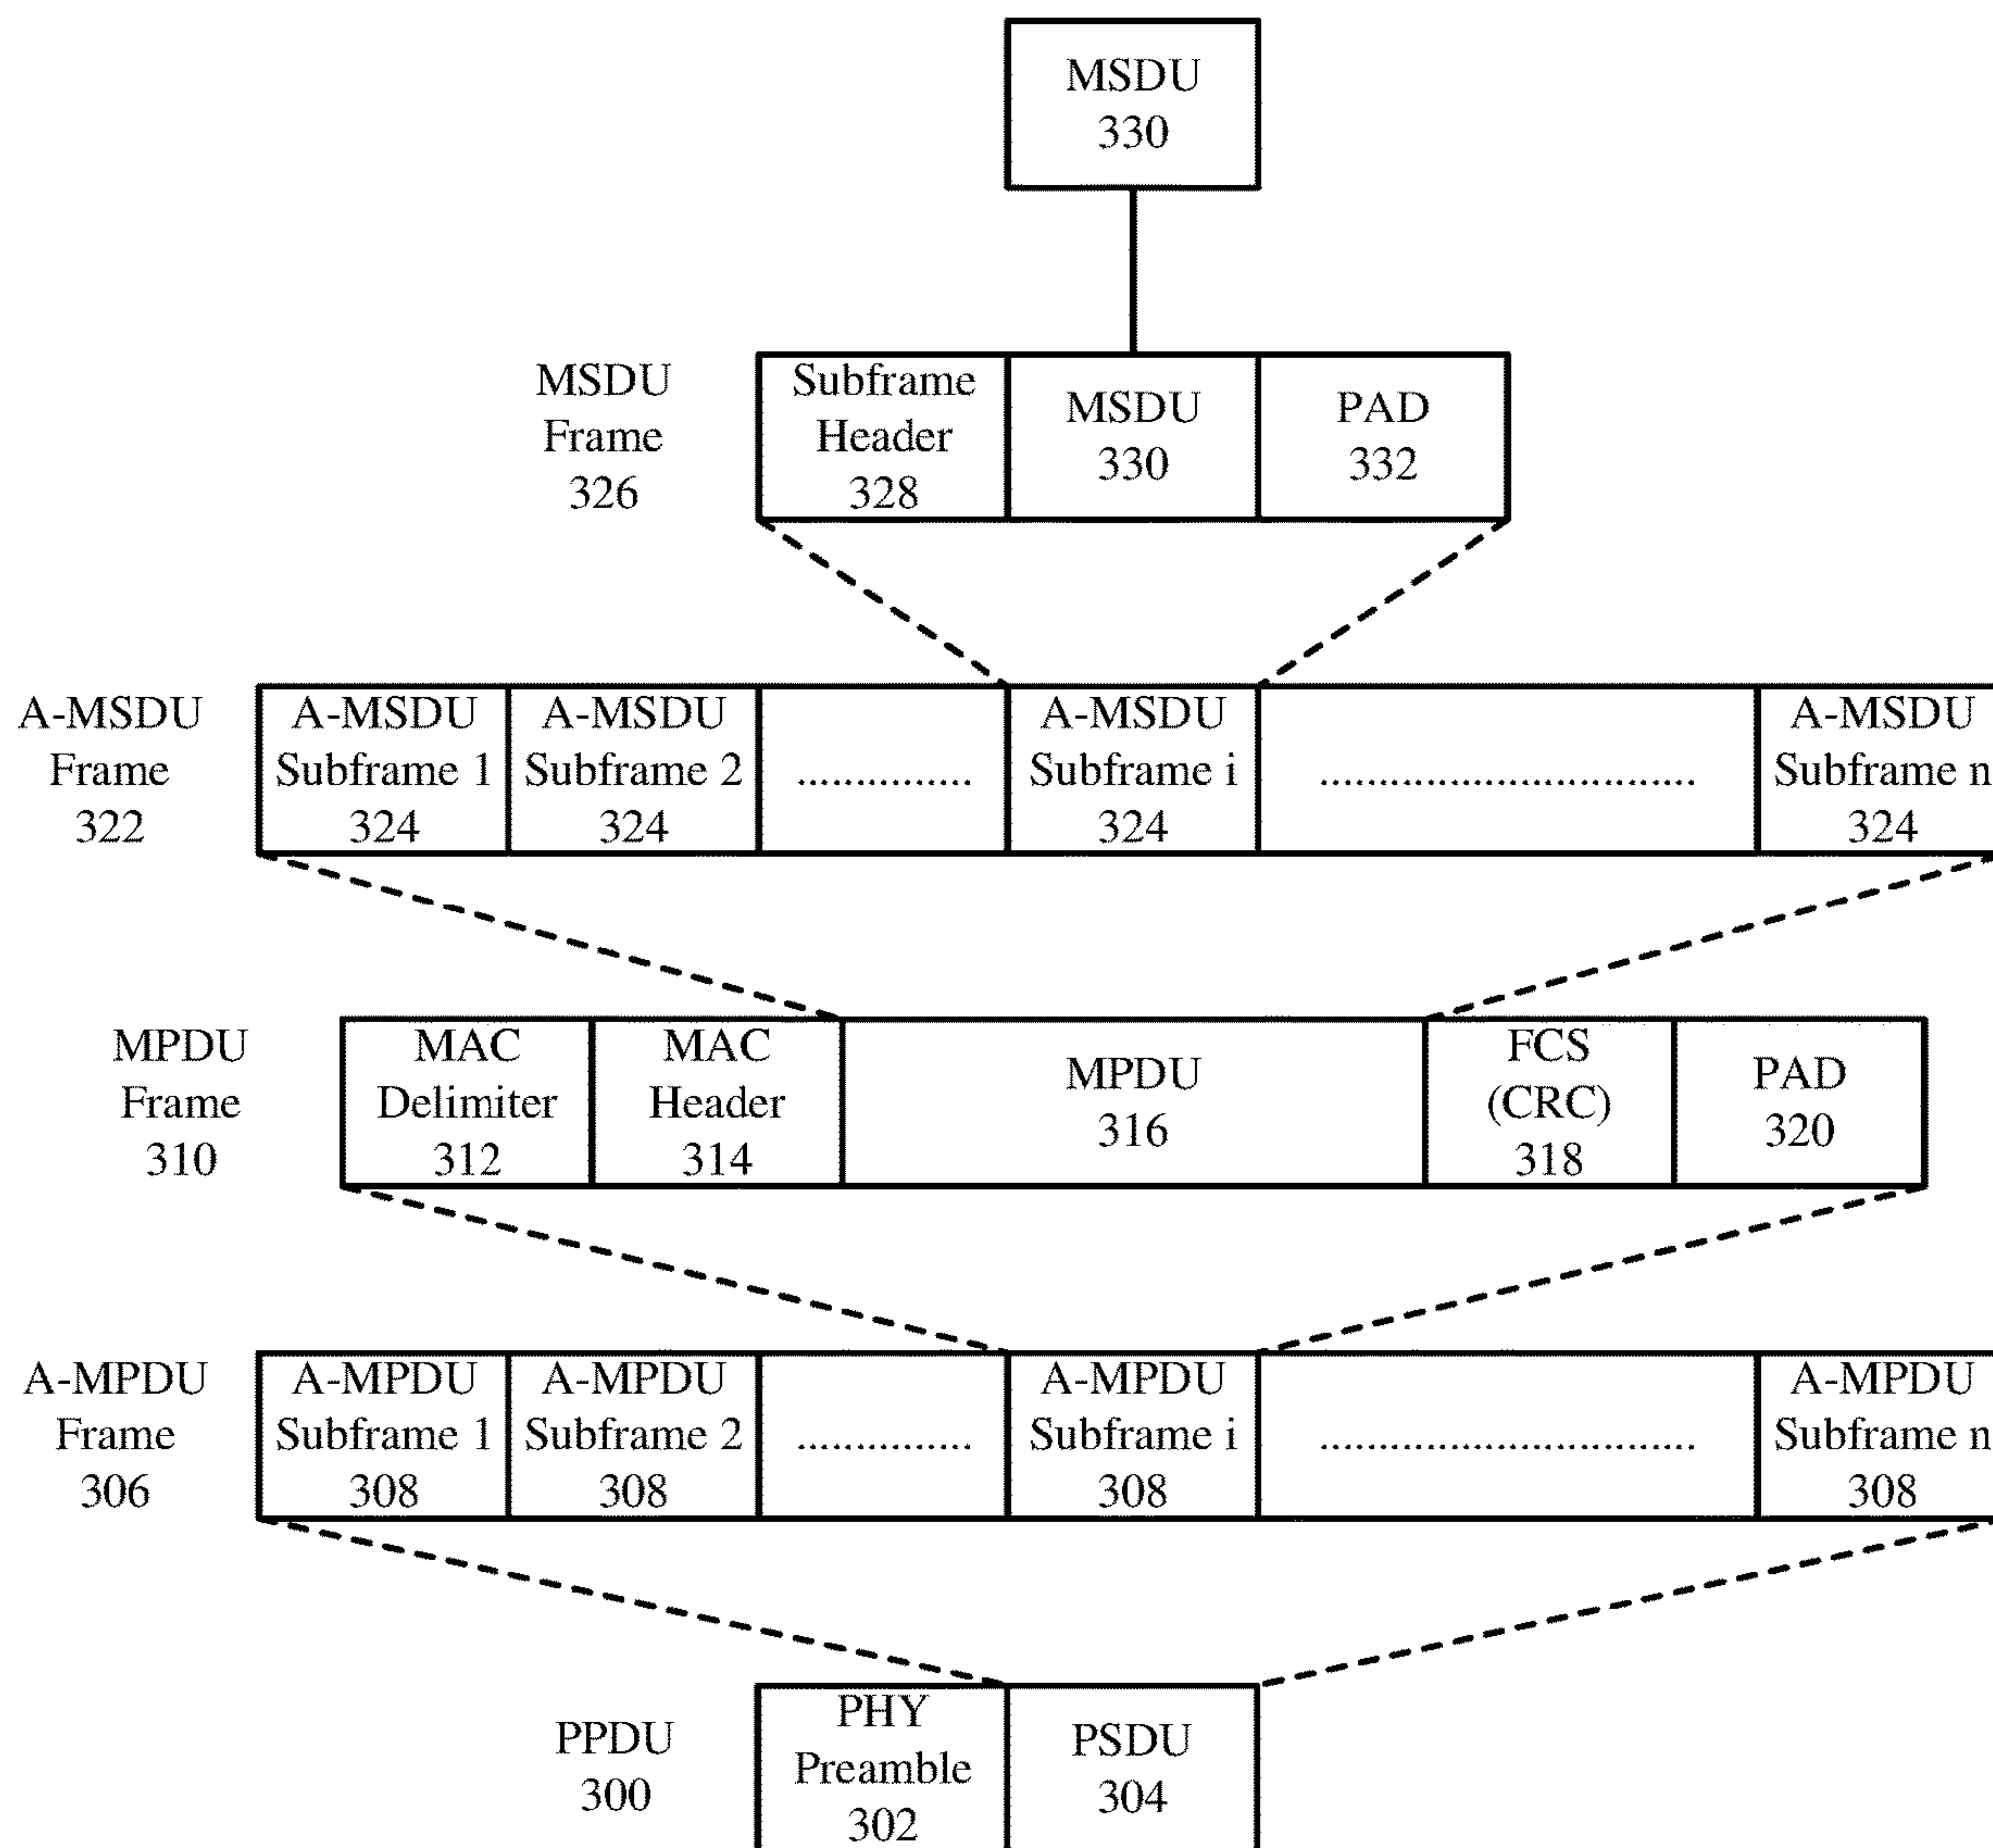 MSDU
330
MSDU
Frame
326
Subframe
Header
328
MSDU
330
PAD
332
A-MSDU
Frame
322
A-MSDU
Subframe 1
324
A-MSDU
Subframe 2
324
...............
A-MSDU
Subframe i
324
................................
A-MSDU
Subframe n
324
MPDU
Frame
310
MAC
Delimiter
312
MAC
Header
314
MPDU
316
FCS
(CRC)
318
PAD
320
A-MPDU
Frame
306
A-MPDU
Subframe 1
308
A-MPDU
Subframe 2
308
...............
A-MPDU
Subframe i
308
................................
A-MPDU
Subframe n
308
PPDU
300
PHY
Preamble
302
PSDU
304